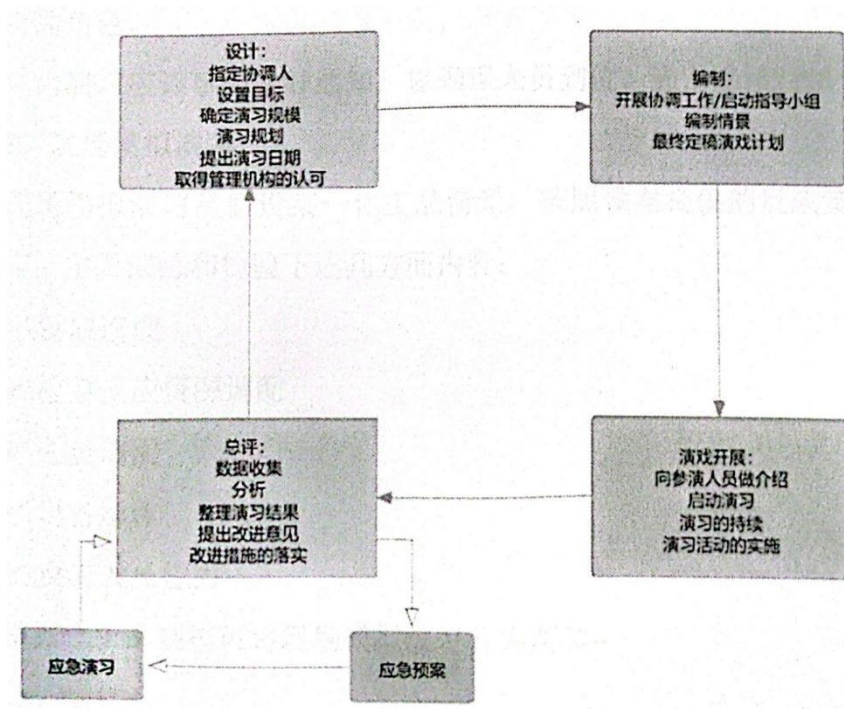 设计：
指定协调人
设置目标
确定演习规模
演习规划
提出演习日期
取得管理机构的认可
编制：
开展协调工作/启动指导小组
编制情景
最终定稿演戏计划
总评：
数据收集
分析
整理演习结果
提出改进意见
改进措施的落实
演戏开展：
向参演人员做介绍
启动演习
演习的持续
演习活动的实施
应急演习
应急预案